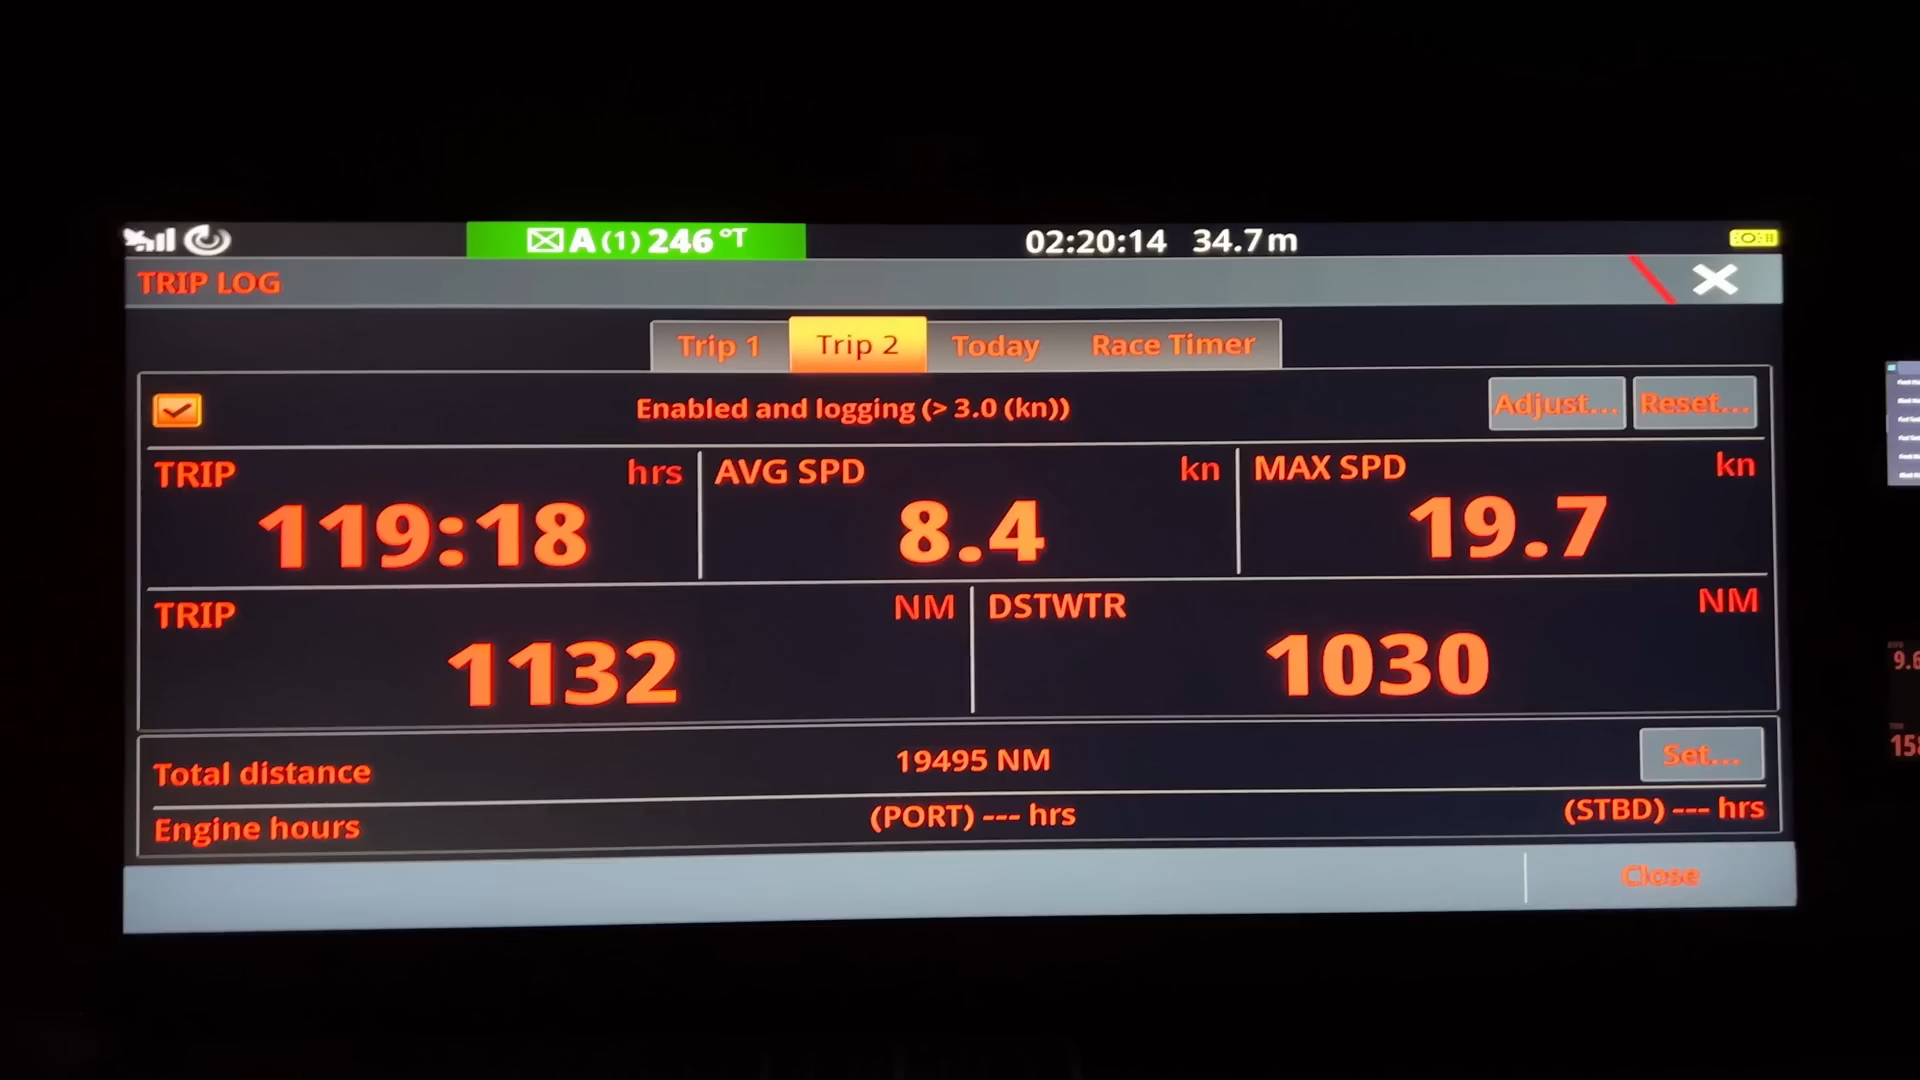 A (1) 246 °T 02:20:14 34.7 m
TRIP LOG
Trip 1 Trip 2 Today Race Timer
Enabled and logging (> 3.0 (kn)) Adjust... Reset...
TRIP hrs AVG SPD kn MAX SPD kn
119:18 8.4 19.7
TRIP NM DSTWTR NM
1132 1030
Total distance 19495 NM Set...
Engine hours (PORT) --- hrs (STBD) --- hrs
Close